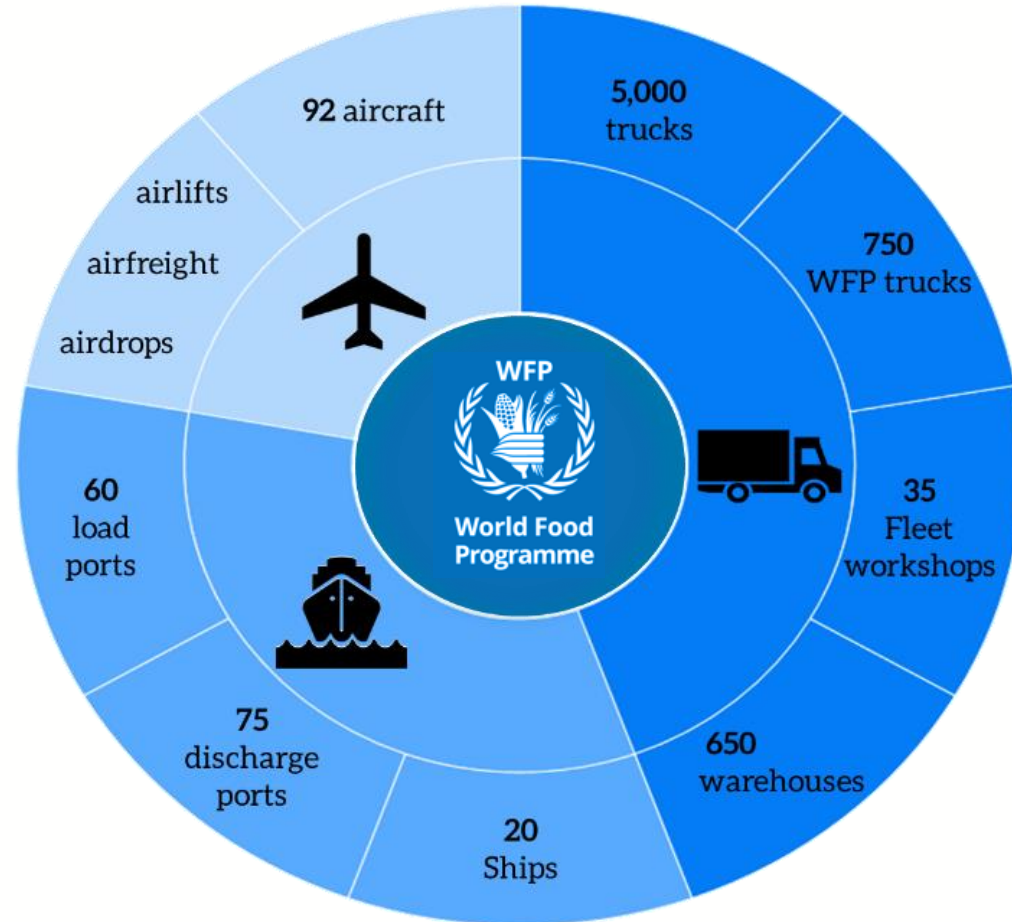 92 aircraft
5,000
trucks
airlifts
airfreight
airdrops
750
WFP trucks
WFP
World Food
Programme
60
load
ports
35
Fleet
workshops
75
discharge
ports
650
warehouses
20
Ships